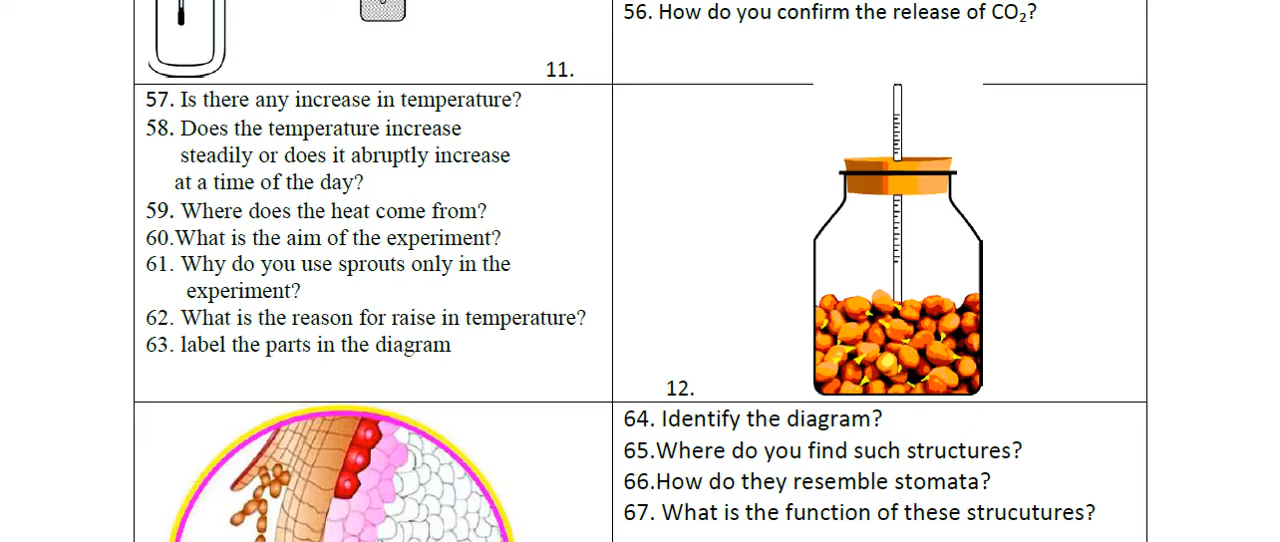 56. How do you confirm the release of CO₂?
11.
57. Is there any increase in temperature?
58. Does the temperature increase
steadily or does it abruptly increase
at a time of the day?
59. Where does the heat come from?
60.What is the aim of the experiment?
61. Why do you use sprouts only in the
experiment?
62. What is the reason for raise in temperature?
63. label the parts in the diagram
12.
64. Identify the diagram?
65.Where do you find such structures?
66.How do they resemble stomata?
67. What is the function of these strucutures?